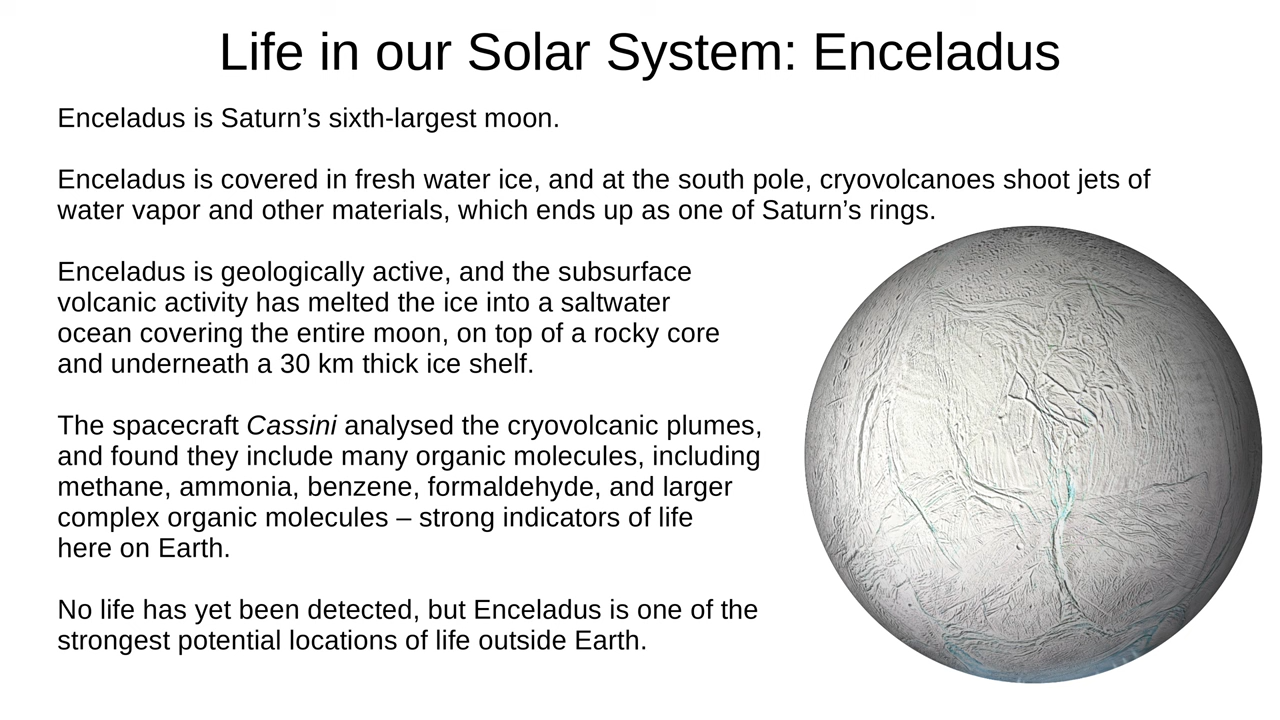 Life in our Solar System: Enceladus
Enceladus is Saturn’s sixth-largest moon.
Enceladus is covered in fresh water ice, and at the south pole, cryovolcanoes shoot jets of
water vapor and other materials, which ends up as one of Saturn’s rings.
Enceladus is geologically active, and the subsurface
volcanic activity has melted the ice into a saltwater
ocean covering the entire moon, on top of a rocky core
and underneath a 30 km thick ice shelf.
The spacecraft Cassini analysed the cryovolcanic plumes,
and found they include many organic molecules, including
methane, ammonia, benzene, formaldehyde, and larger
complex organic molecules – strong indicators of life
here on Earth.
No life has yet been detected, but Enceladus is one of the
strongest potential locations of life outside Earth.